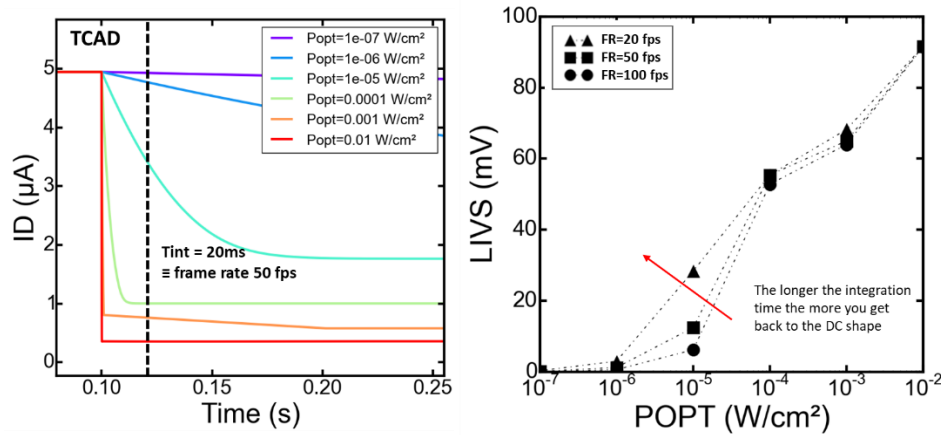 TCAD
Popt=1e-07 W/cm²
Popt=1e-06 W/cm²
Popt=1e-05 W/cm²
Popt=0.0001 W/cm²
Popt=0.001 W/cm²
Popt=0.01 W/cm²
Tint = 20ms
≡ frame rate 50 fps
ID (µA)
5
4
3
2
1
0
0.10
0.15
0.20
0.25
Time (s)
LIVS (mV)
100
80
60
40
20
0
FR=20 fps
FR=50 fps
FR=100 fps
The longer the integration
time the more you get
back to the DC shape
10⁻⁷
10⁻⁶
10⁻⁵
10⁻⁴
10⁻³
10⁻²
POPT (W/cm²)